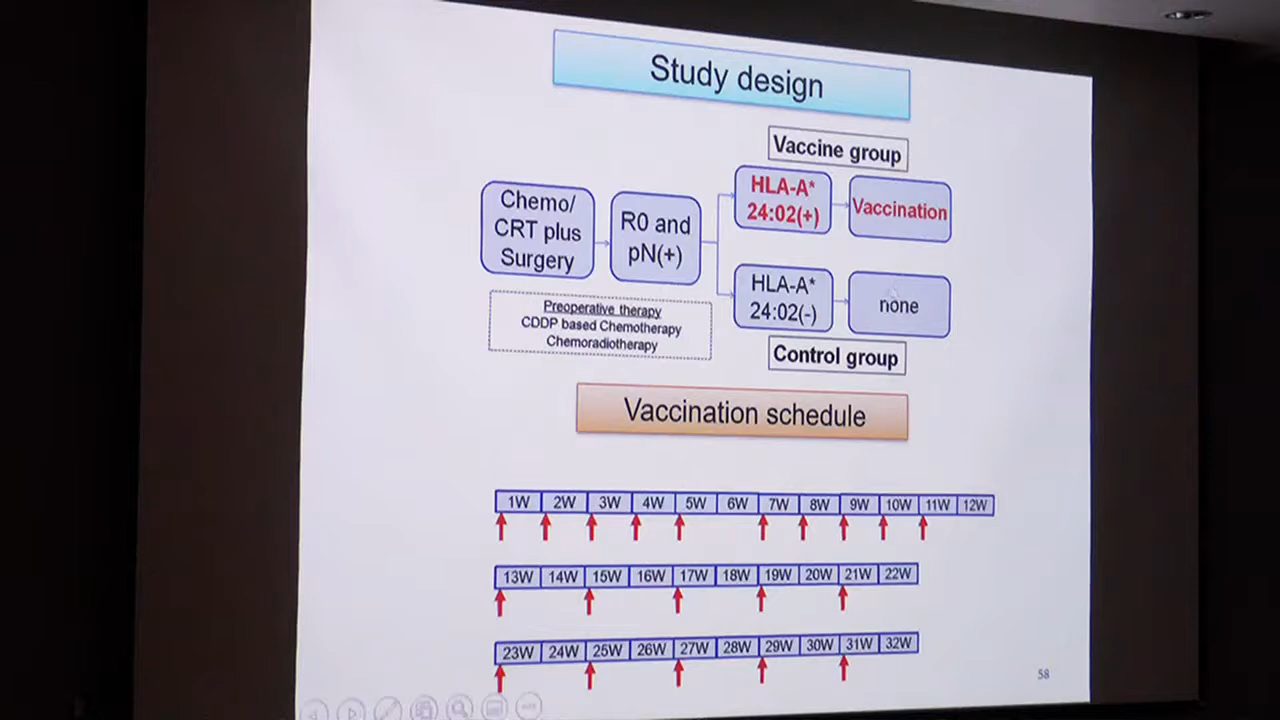 Study design
Vaccine group
Chemo/
CRT plus
Surgery
R0 and
pN(+)
HLA-A*
24:02(+)
Vaccination
HLA-A*
24:02(-)
none
Control group
Preoperative therapy
CDDP based Chemotherapy
Chemoradiotherapy
Vaccination schedule
1W 2W 3W 4W 5W 6W 7W 8W 9W 10W 11W 12W
13W 14W 15W 16W 17W 18W 19W 20W 21W 22W
23W 24W 25W 26W 27W 28W 29W 30W 31W 32W
58